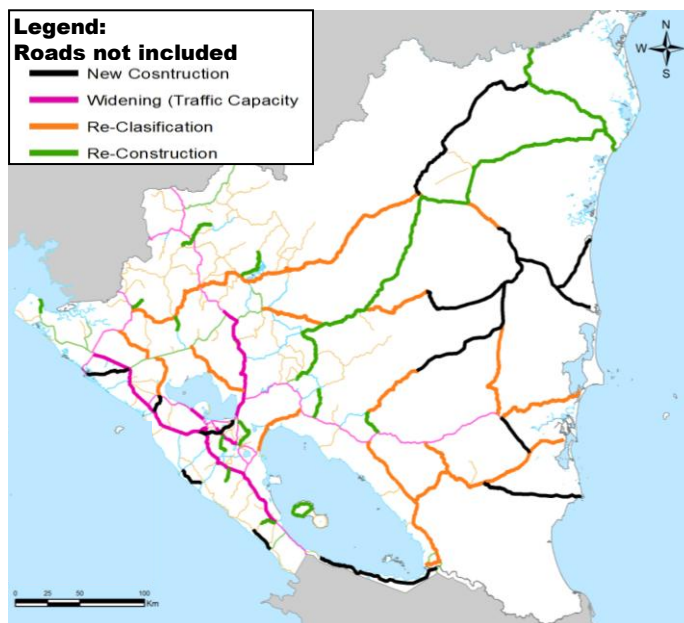 Legend:
Roads not included
New Cosntruction
Widening (Traffic Capacity
Re-Clasification
Re-Construction
N
W
E
S
0
25
50
100
Km